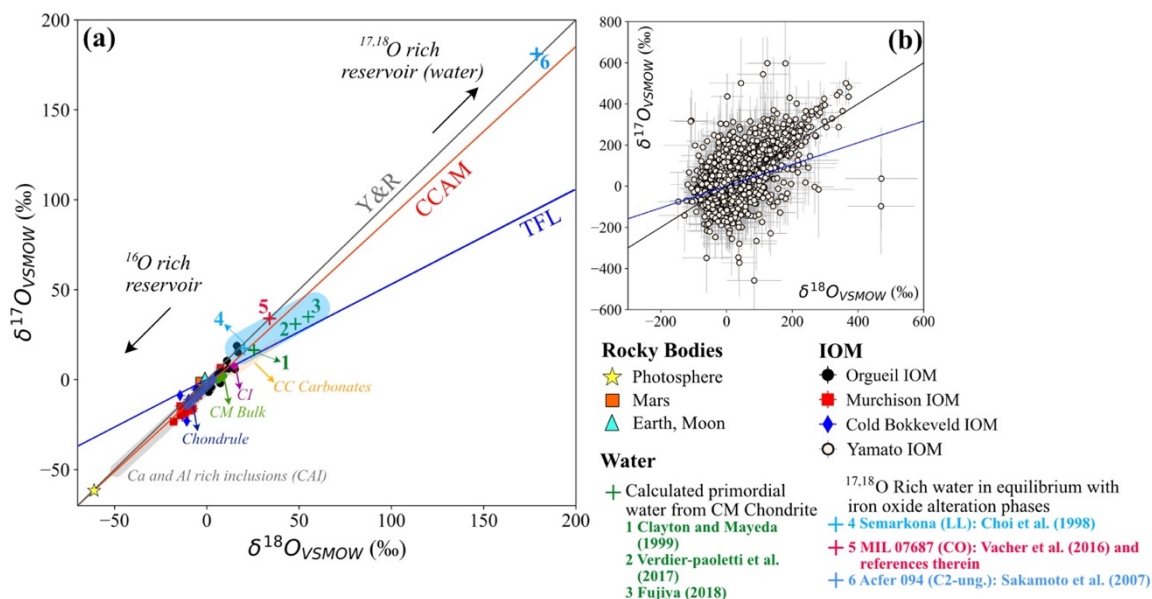 (a)
17,18O rich
reservoir (water)
6
Y&R
CCAM
TFL
16O rich
reservoir
5
4
3
2
1
CC Carbonates
CI
CM Bulk
Chondrule
Ca and Al rich inclusions (CAI)
200
150
100
50
0
−50
δ17OVSMOW (‰)
−50 0 50 100 150 200
δ18OVSMOW (‰)
(b)
800
600
400
200
0
−200
−400
−600
δ17OVSMOW (‰)
δ18OVSMOW (‰)
−200 0 200 400 600
Rocky Bodies
Photosphere
Mars
Earth, Moon
IOM
Orgueil IOM
Murchison IOM
Cold Bokkeveld IOM
Yamato IOM
Water
Calculated primordial
water from CM Chondrite
1 Clayton and Mayeda
(1999)
2 Verdier-paoletti et al.
(2017)
3 Fujiya (2018)
17,18O Rich water in equilibrium with
iron oxide alteration phases
4 Semarkona (LL): Choi et al. (1998)
5 MIL 07687 (CO): Vacher et al. (2016) and
references therein
6 Acfer 094 (C2-ung.): Sakamoto et al. (2007)